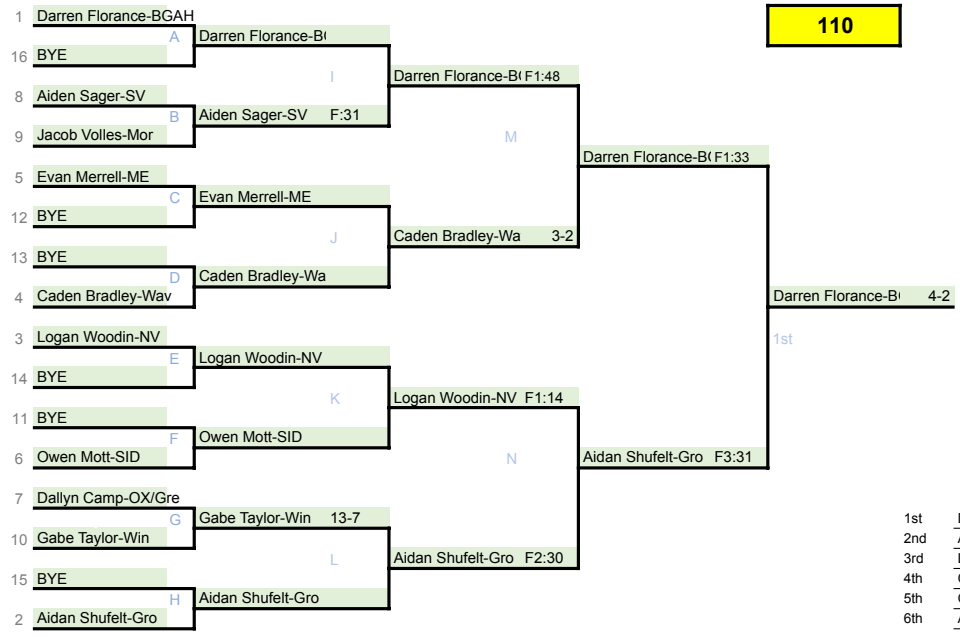 110
1 Darren Florance-BGAH
A Darren Florance-B(
16 BYE
I Darren Florance-B( F1:48
8 Aiden Sager-SV
B Aiden Sager-SV F:31
9 Jacob Volles-Mor
M Darren Florance-B( F1:33
5 Evan Merrell-ME
C Evan Merrell-ME
12 BYE
J Caden Bradley-Wa 3-2
13 BYE
D Caden Bradley-Wa
4 Caden Bradley-Wav
Darren Florance-B( 4-2
1st
3 Logan Woodin-NV
E Logan Woodin-NV
14 BYE
K Logan Woodin-NV F1:14
11 BYE
F Owen Mott-SID
6 Owen Mott-SID
N Aidan Shufelt-Gro F3:31
7 Dallyn Camp-OX/Gre
G Gabe Taylor-Win 13-7
10 Gabe Taylor-Win
L Aidan Shufelt-Gro F2:30
15 BYE
H Aidan Shufelt-Gro
2 Aidan Shufelt-Gro
1st
2nd
3rd
4th
5th
6th